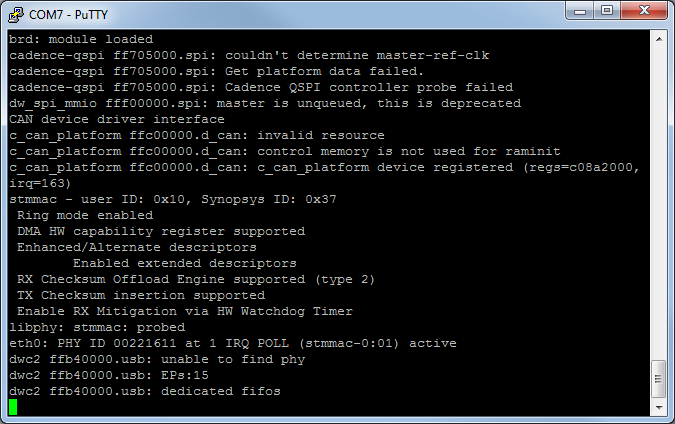 COM7 - PuTTY
brd: module loaded
cadence-qspi ff705000.spi: couldn't determine master-ref-clk
cadence-qspi ff705000.spi: Get platform data failed.
cadence-qspi ff705000.spi: Cadence QSPI controller probe failed
dw_spi_mmio fff00000.spi: master is unqueued, this is deprecated
CAN device driver interface
c_can_platform ffc00000.d_can: invalid resource
c_can_platform ffc00000.d_can: control memory is not used for raminit
c_can_platform ffc00000.d_can: c_can_platform device registered (regs=c08a2000,
irq=163)
stmmac - user ID: 0x10, Synopsys ID: 0x37
 Ring mode enabled
 DMA HW capability register supported
 Enhanced/Alternate descriptors
        Enabled extended descriptors
 RX Checksum Offload Engine supported (type 2)
 TX Checksum insertion supported
 Enable RX Mitigation via HW Watchdog Timer
libphy: stmmac: probed
eth0: PHY ID 00221611 at 1 IRQ POLL (stmmac-0:01) active
dwc2 ffb40000.usb: unable to find phy
dwc2 ffb40000.usb: EPs:15
dwc2 ffb40000.usb: dedicated fifos